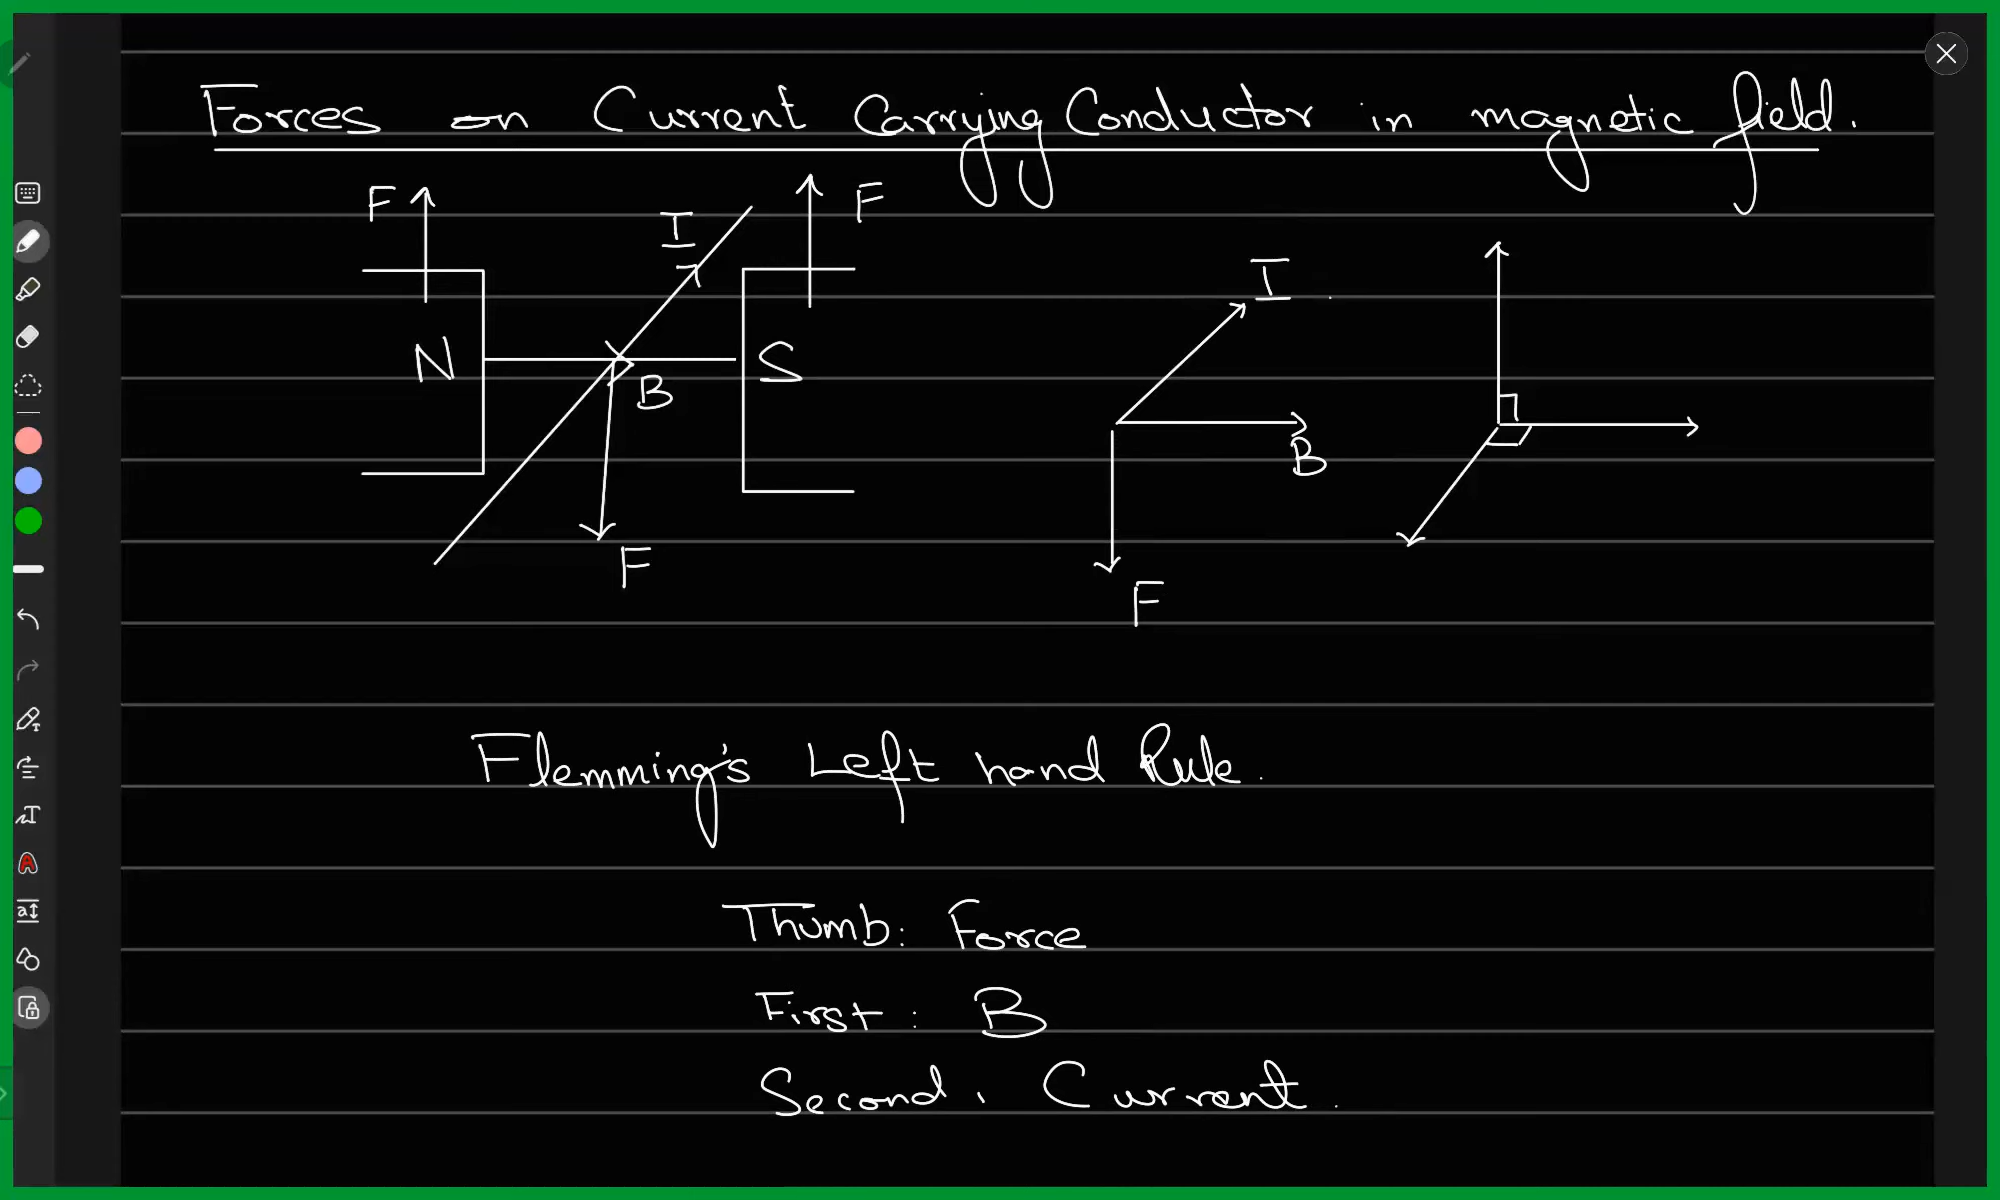 Forces on Current Carrying Conductor in magnetic field.
F
I
F
N
B
S
F
I
B
F
Flemming's Left hand Rule.
Thumb: Force
First: B
Second. Current.